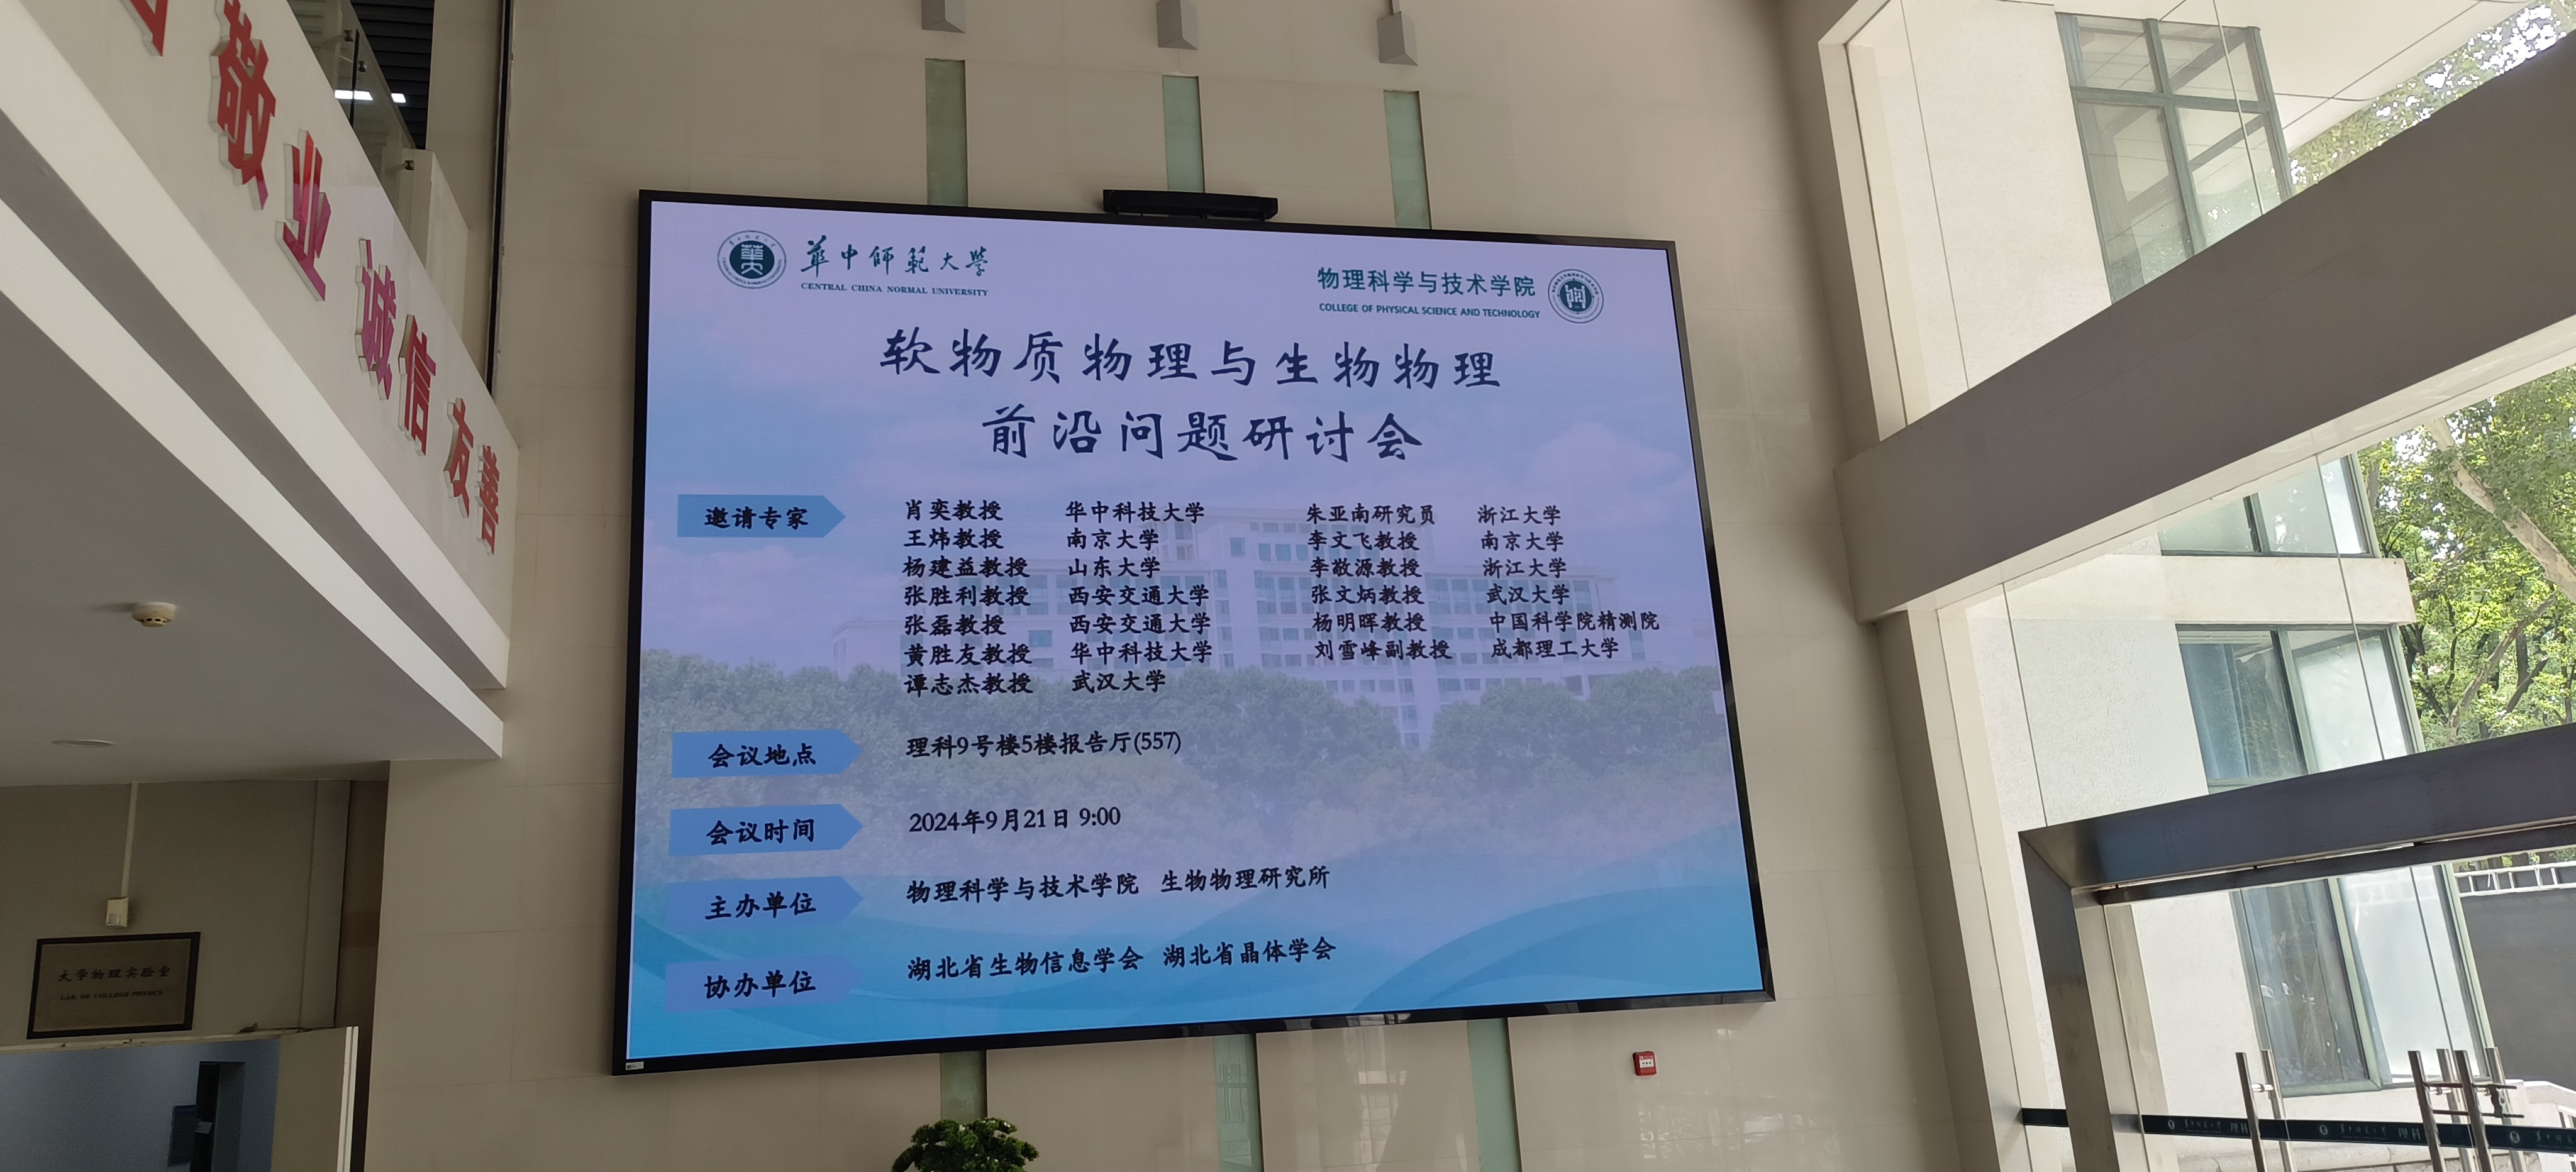 敬业 诚信 友善
華中师範大学
CENTRAL CHINA NORMAL UNIVERSITY
物理科学与技术学院
COLLEGE OF PHYSICAL SCIENCE AND TECHNOLOGY
软物质物理与生物物理
前沿问题研讨会
邀请专家
肖奕教授 华中科技大学 朱亚南研究员 浙江大学
王炜教授 南京大学 李文飞教授 南京大学
杨建益教授 山东大学 李敬源教授 浙江大学
张胜利教授 西安交通大学 张文炳教授 武汉大学
张磊教授 西安交通大学 杨明晖教授 中国科学院精测院
黄胜友教授 华中科技大学 刘雪峰副教授 成都理工大学
谭志杰教授 武汉大学
会议地点 理科9号楼5楼报告厅(557)
会议时间 2024年9月21日 9:00
主办单位 物理科学与技术学院 生物物理研究所
协办单位 湖北省生物信息学会 湖北省晶体学会
大学物理实验室
LAB. OF COLLEGE PHYSICS